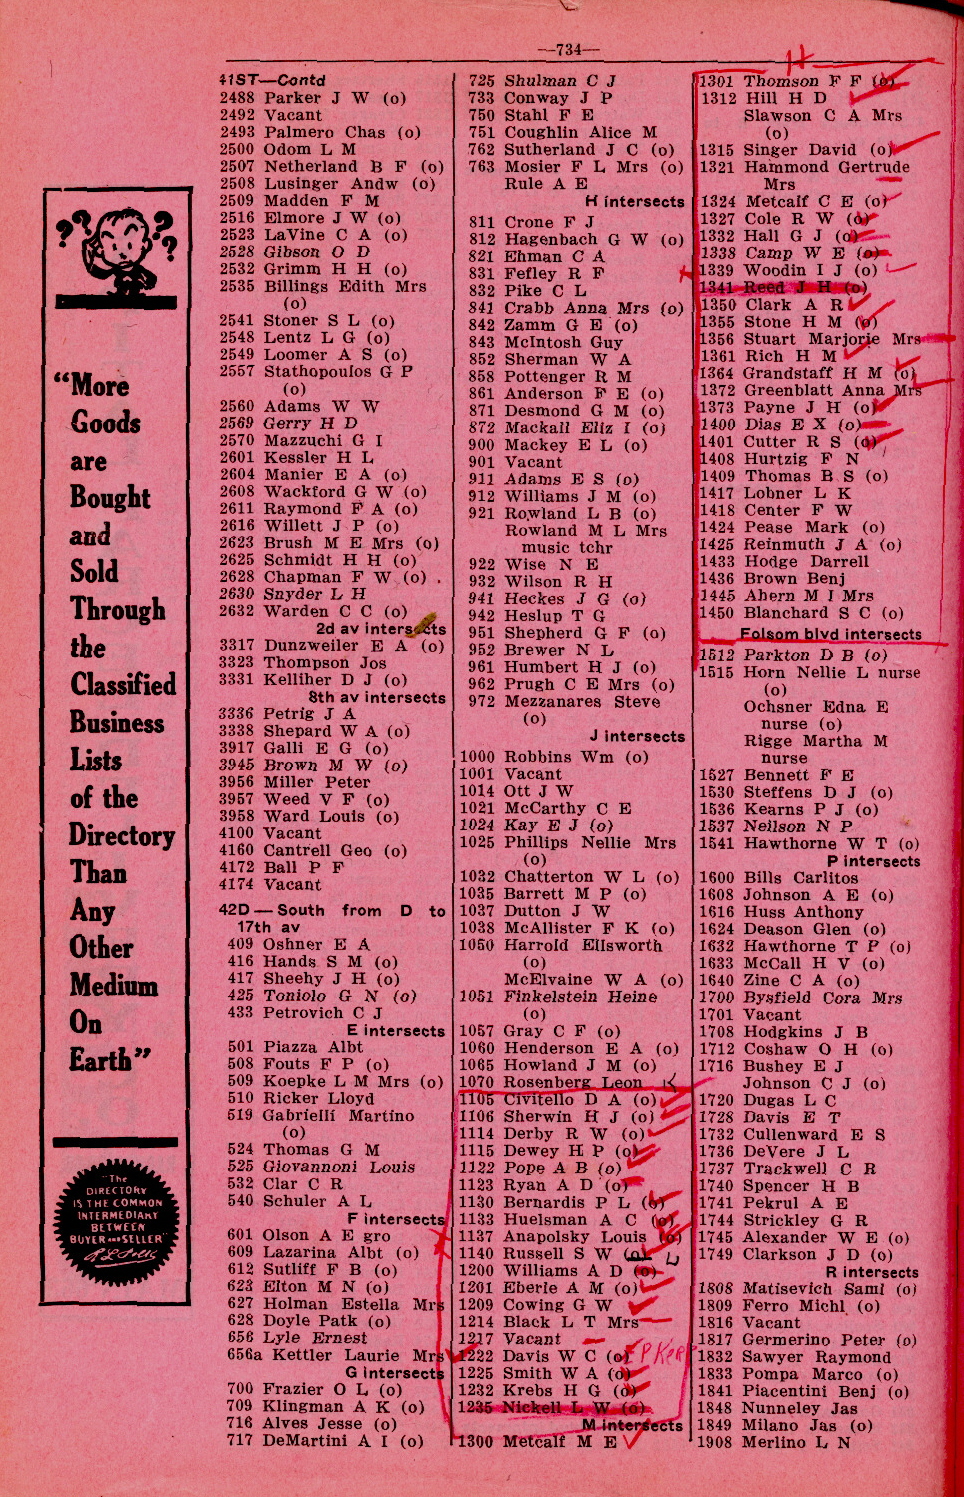 —734—
"More
Goods
are
Bought
and
Sold
Through
the
Classified
Business
Lists
of the
Directory
Than
Any
Other
Medium
On
Earth"
"The
DIRECTORY
IS THE COMMON
INTERMEDIARY
BETWEEN
BUYER and SELLER"
41ST—Contd
2488 Parker J W (o)
2492 Vacant
2493 Palmero Chas (o)
2500 Odom L M
2507 Netherland B F (o)
2508 Lusinger Andw (o)
2509 Madden F M
2516 Elmore J W (o)
2523 LaVine C A (o)
2528 Gibson O D
2532 Grimm H H (o)
2535 Billings Edith Mrs
(o)
2541 Stoner S L (o)
2548 Lentz L G (o)
2549 Loomer A S (o)
2557 Stathopoulos G P
(o)
2560 Adams W W
2569 Gerry H D
2570 Mazzuchi G I
2601 Kessler H L
2604 Manier E A (o)
2608 Wackford G W (o)
2611 Raymond F A (o)
2616 Willett J P (o)
2623 Brush M E Mrs (o)
2625 Schmidt H H (o)
2628 Chapman F W (o)
2630 Snyder L H
2632 Warden C C (o)
2d av intersects
3317 Dunzweiler E A (o)
3323 Thompson Jos
3331 Kelliher D J (o)
8th av intersects
3336 Petrig J A
3338 Shepard W A (o)
3917 Galli E G (o)
3945 Brown M W (o)
3956 Miller Peter
3957 Weed V F (o)
3958 Ward Louis (o)
4100 Vacant
4160 Cantrell Geo (o)
4172 Ball P F
4174 Vacant
42D — South from D to
17th av
409 Oshner E A
416 Hands S M (o)
417 Sheehy J H (o)
425 Toniolo G N (o)
433 Petrovich C J
E intersects
501 Piazza Albt
508 Fouts F P (o)
509 Koepke L M Mrs (o)
510 Ricker Lloyd
519 Gabrielli Martino
(o)
524 Thomas G M
525 Giovannoni Louis
532 Clar C R
540 Schuler A L
F intersects
601 Olson A E gro
609 Lazarina Albt (o)
612 Sutliff F B (o)
623 Elton M N (o)
627 Holman Estella Mrs
628 Doyle Patk (o)
656 Lyle Ernest
656a Kettler Laurie Mrs
G intersects
700 Frazier O L (o)
709 Klingman A K (o)
716 Alves Jesse (o)
717 DeMartini A I (o)
725 Shulman C J
733 Conway J P
750 Stahl F E
751 Coughlin Alice M
762 Sutherland J C (o)
763 Mosier F L Mrs (o)
Rule A E
H intersects
811 Crone F J
812 Hagenbach G W (o)
821 Ehman C A
831 Fefley R F
832 Pike C L
841 Crabb Anna Mrs (o)
842 Zamm G E (o)
843 McIntosh Guy
852 Sherman W A
858 Pottenger R M
861 Anderson F E (o)
871 Desmond G M (o)
872 Mackall Eliz I (o)
900 Mackey E L (o)
901 Vacant
911 Adams E S (o)
912 Williams J M (o)
921 Rowland L B (o)
Rowland M L Mrs
music tchr
922 Wise N E
932 Wilson R H
941 Heckes J G (o)
942 Heslup T G
951 Shepherd G F (o)
952 Brewer N L
961 Humbert H J (o)
962 Prugh C E Mrs (o)
972 Mezzanares Steve
(o)
J intersects
1000 Robbins Wm (o)
1001 Vacant
1014 Ott J W
1021 McCarthy C E
1024 Kay E J (o)
1025 Phillips Nellie Mrs
(o)
1032 Chatterton W L (o)
1035 Barrett M P (o)
1037 Dutton J W
1038 McAllister F K (o)
1050 Harrold Ellsworth
(o)
McElvaine W A (o)
1051 Finkelstein Heine
(o)
1057 Gray C F (o)
1060 Henderson E A (o)
1065 Howland J M (o)
1070 Rosenberg Leon K
1105 Civitello D A (o)
1106 Sherwin H J (o)
1114 Derby R W (o)
1115 Dewey H P (o)
1122 Pope A B (o)
1123 Ryan A D (o)
1130 Bernardis P L (o)
1133 Huelsman A C (o)
1137 Anapolsky Louis (o)
1140 Russell S W (o) L
1200 Williams A D (o)
1201 Eberle A M (o)
1209 Cowing G W
1214 Black L T Mrs
1217 Vacant
1222 Davis W C (o)
1225 Smith W A (o)
1232 Krebs H G (o)
1235 Nickell L W (o)
M intersects
1300 Metcalf M E
H
1301 Thomson F F (o)
1312 Hill H D
Slawson C A Mrs
(o)
1315 Singer David (o)
1321 Hammond Gertrude
Mrs
1324 Metcalf C E (o)
1327 Cole R W (o)
1332 Hall G J (o)
1338 Camp W E (o)
1339 Woodin I J (o)
1341 Reed J H (o)
1350 Clark A R
1355 Stone H M (o)
1356 Stuart Marjorie Mrs
1361 Rich H M
1364 Grandstaff H M (o)
1372 Greenblatt Anna Mrs
1373 Payne J H (o)
1400 Dias E X (o)
1401 Cutter R S (o)
1408 Hurtzig F N
1409 Thomas B S (o)
1417 Lobner L K
1418 Center F W
1424 Pease Mark (o)
1425 Reinmuth J A (o)
1433 Hodge Darrell
1436 Brown Benj
1445 Ahern M I Mrs
1450 Blanchard S C (o)
Folsom blvd intersects
1512 Parkton D B (o)
1515 Horn Nellie L nurse
(o)
Ochsner Edna E
nurse (o)
Rigge Martha M
nurse
1527 Bennett F E
1530 Steffens D J (o)
1536 Kearns P J (o)
1537 Neilson N P
1541 Hawthorne W T (o)
P intersects
1600 Bills Carlitos
1608 Johnson A E (o)
1616 Huss Anthony
1624 Deason Glen (o)
1632 Hawthorne T P (o)
1633 McCall H V (o)
1640 Zine C A (o)
1700 Bysfield Cora Mrs
1701 Vacant
1708 Hodgkins J B
1712 Coshaw O H (o)
1716 Bushey E J
Johnson C J (o)
1720 Dugas L C
1728 Davis E T
1732 Cullenward E S
1736 DeVere J L
1737 Trackwell C R
1740 Spencer H B
1741 Pekrul A E
1744 Strickley G R
1745 Alexander W E (o)
1749 Clarkson J D (o)
R intersects
1808 Matisevich Saml (o)
1809 Ferro Michl (o)
1816 Vacant
1817 Germerino Peter (o)
1832 Sawyer Raymond
1833 Pompa Marco (o)
1841 Piacentini Benj (o)
1848 Nunneley Jas
1849 Milano Jas (o)
1908 Merlino L N